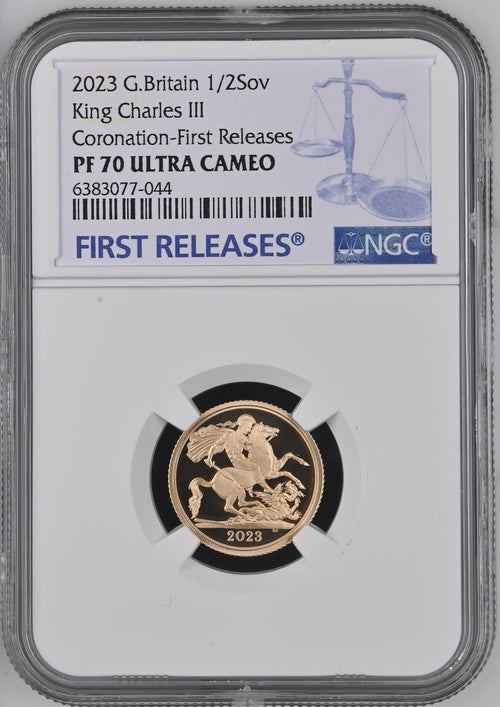 2023 G.Britain 1/2Sov
King Charles III
Coronation-First Releases
PF 70 ULTRA CAMEO
6383077-044
FIRST RELEASES®
NGC®
2023